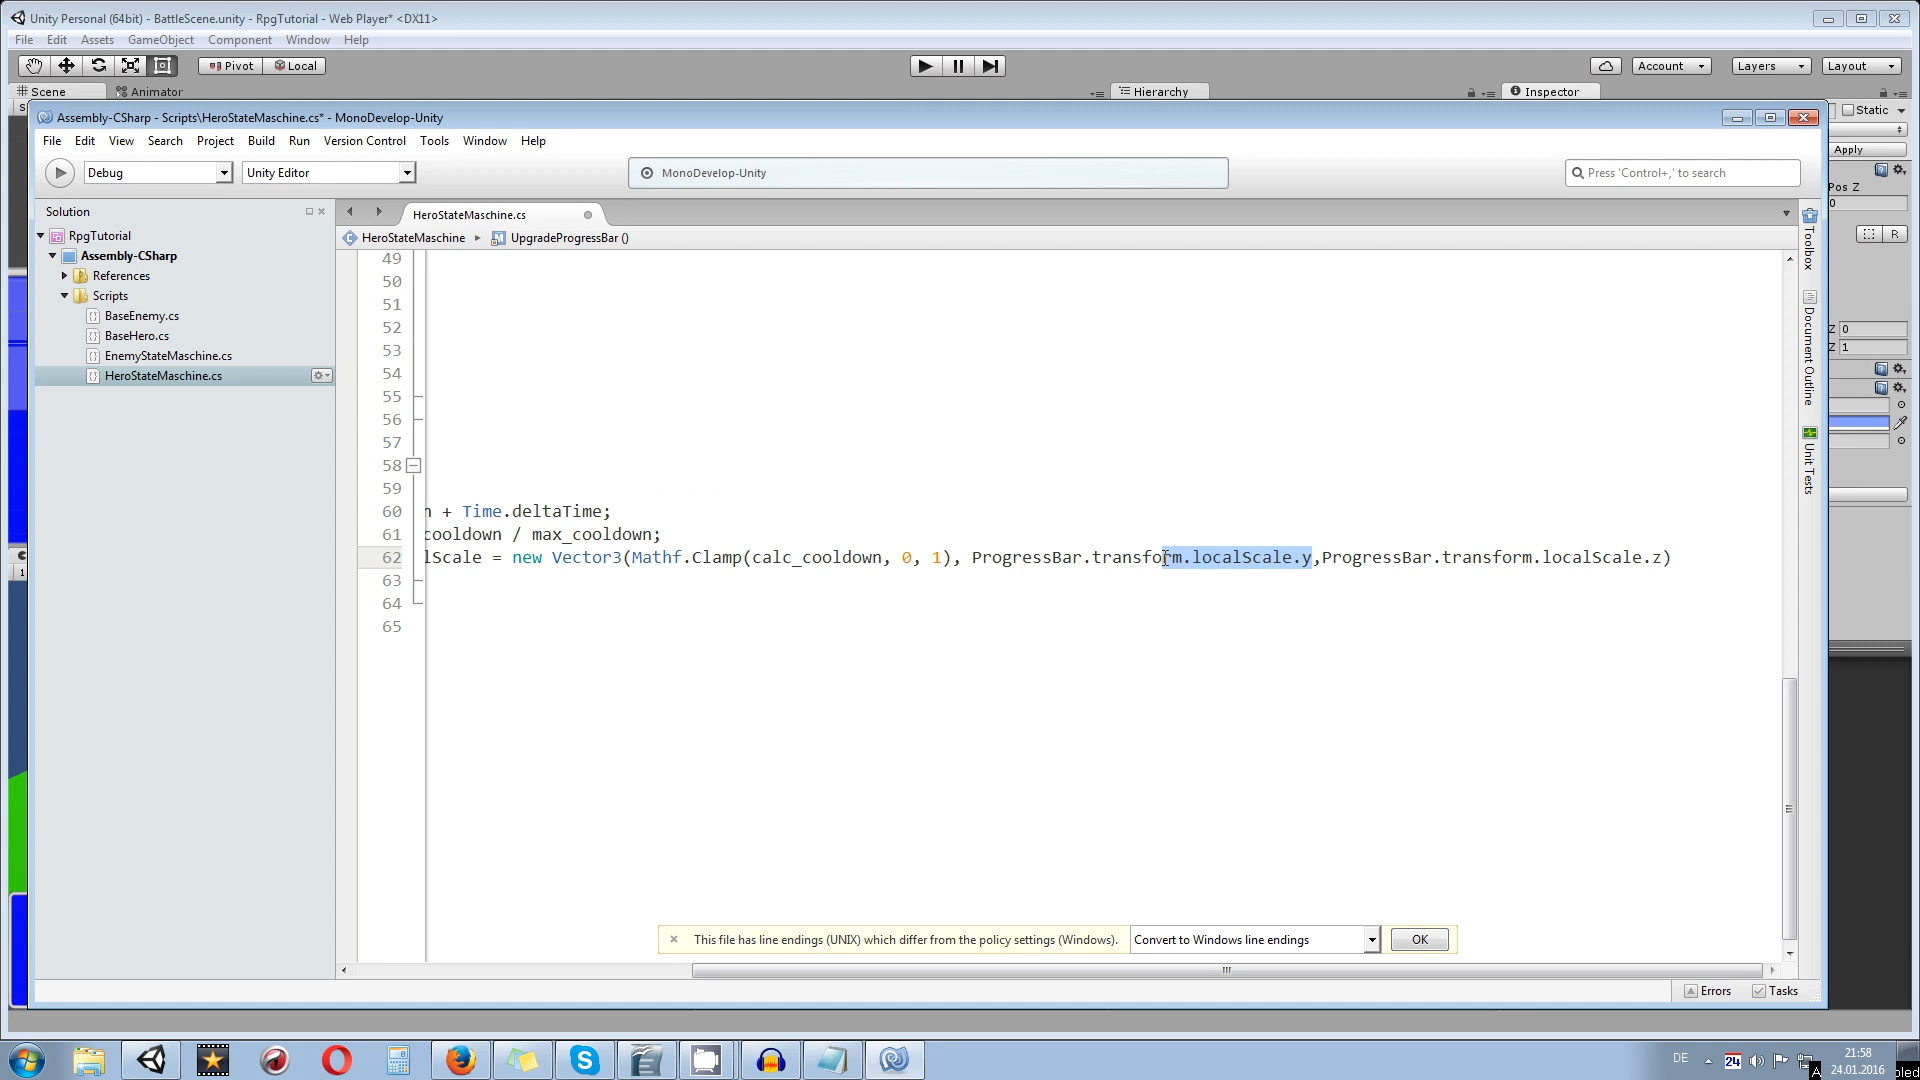 Unity Personal (64bit) - BattleScene.unity - RpgTutorial - Web Player* <DX11>
File Edit Assets GameObject Component Window Help
Pivot Local Account Layers Layout
Scene Animator Hierarchy Inspector
Static
Assembly-CSharp - Scripts\HeroStateMaschine.cs* - MonoDevelop-Unity
File Edit View Search Project Build Run Version Control Tools Window Help
Apply
Debug Unity Editor MonoDevelop-Unity Press 'Control+,' to search
Pos Z
0
Solution HeroStateMaschine.cs
RpgTutorial HeroStateMaschine UpgradeProgressBar ()
R
Assembly-CSharp
References
Scripts
BaseEnemy.cs
BaseHero.cs
EnemyStateMaschine.cs
HeroStateMaschine.cs
Toolbox
Document Outline
Unit Tests
Z 0
Z 1
49
50
51
52
53
54
55
56
57
58
59
60 n + Time.deltaTime;
61 cooldown / max_cooldown;
62 lScale = new Vector3(Mathf.Clamp(calc_cooldown, 0, 1), ProgressBar.transform.localScale.y,ProgressBar.transform.localScale.z)
63
64
65
1
This file has line endings (UNIX) which differ from the policy settings (Windows). Convert to Windows line endings OK
Errors Tasks
DE 24 21:58
24.01.2016